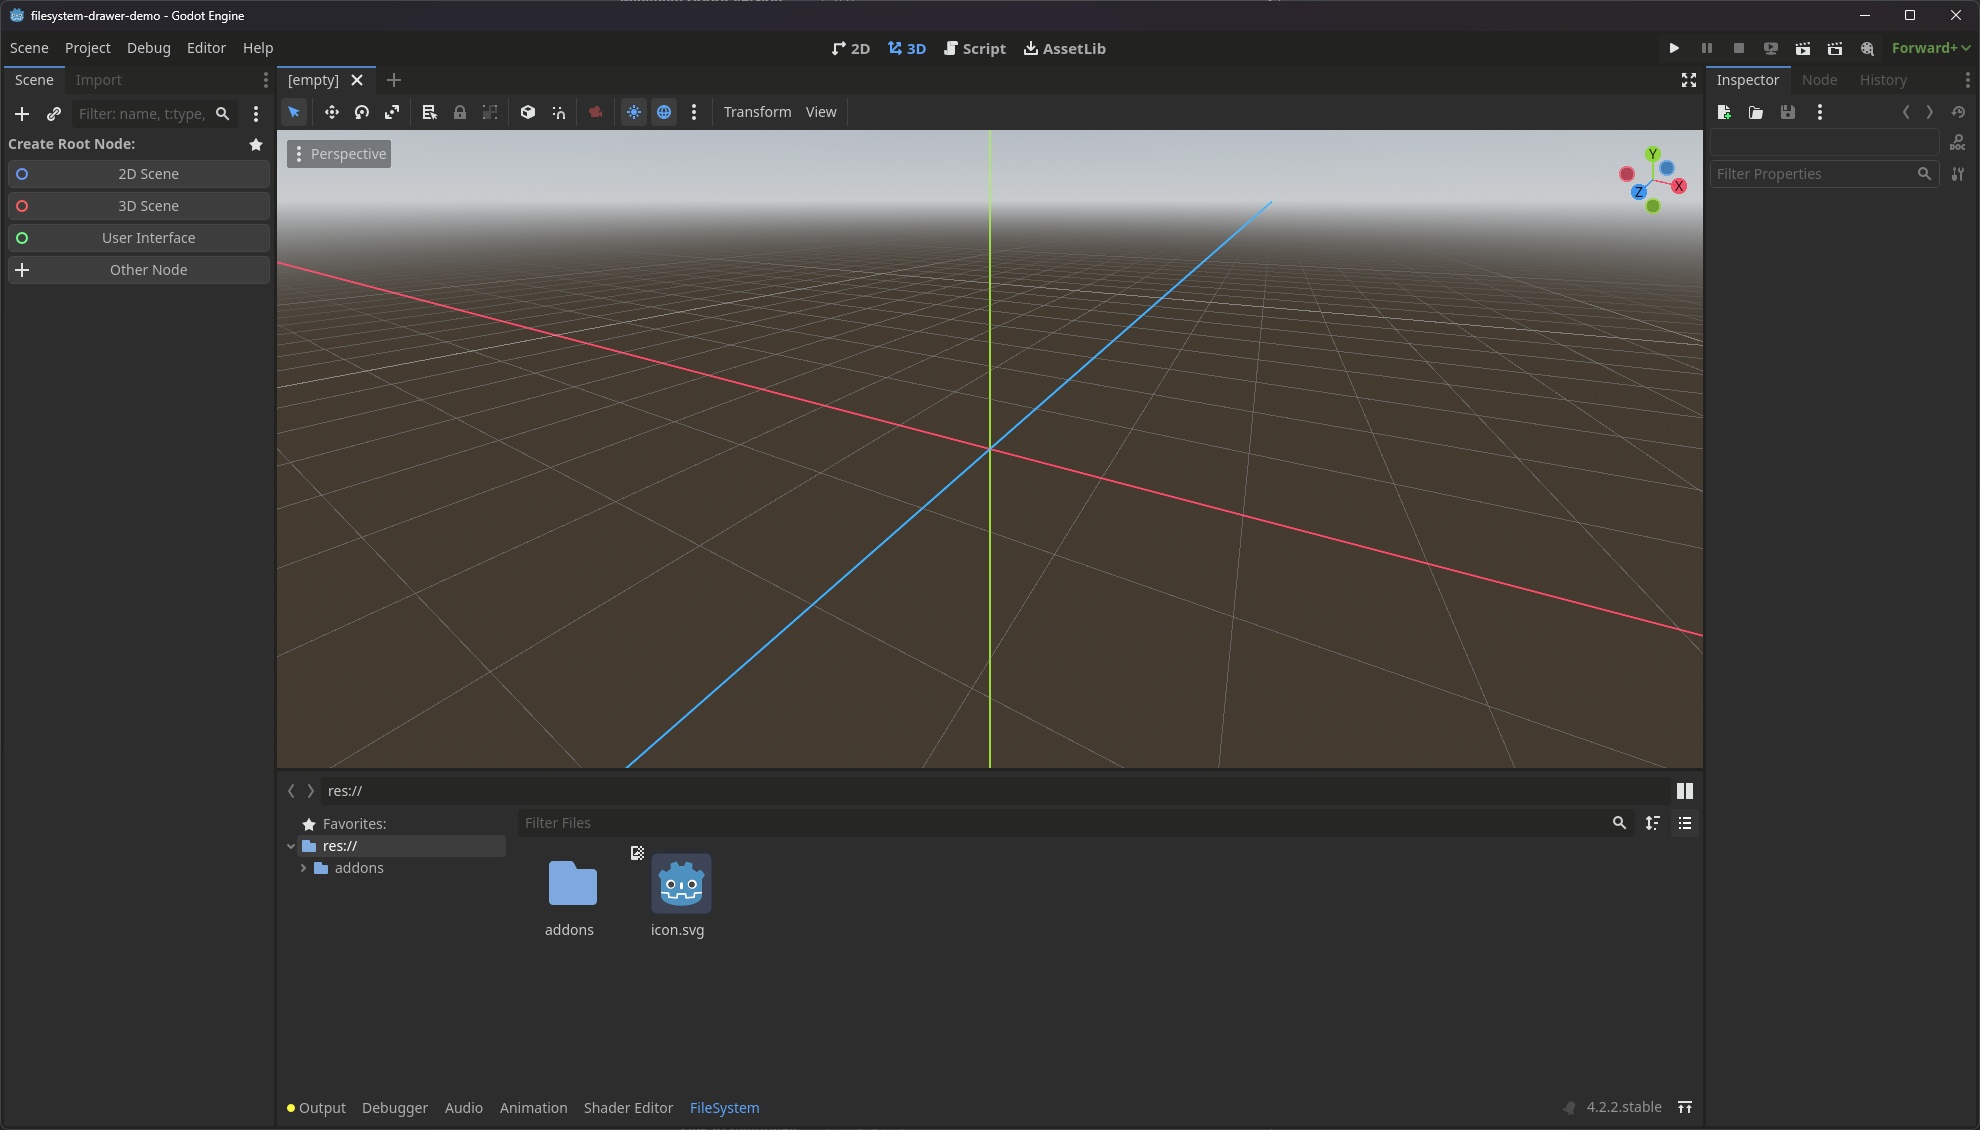 filesystem-drawer-demo - Godot Engine
Scene Project Debug Editor Help
2D 3D Script AssetLib
Forward+
Scene Import
[empty]
Inspector Node History
Filter: name, t:type,
Transform View
Create Root Node:
2D Scene
3D Scene
User Interface
Other Node
Perspective
Y
X
Z
DOC
Filter Properties
res://
Favorites:
Filter Files
res://
addons
addons
icon.svg
Output Debugger Audio Animation Shader Editor FileSystem
4.2.2.stable